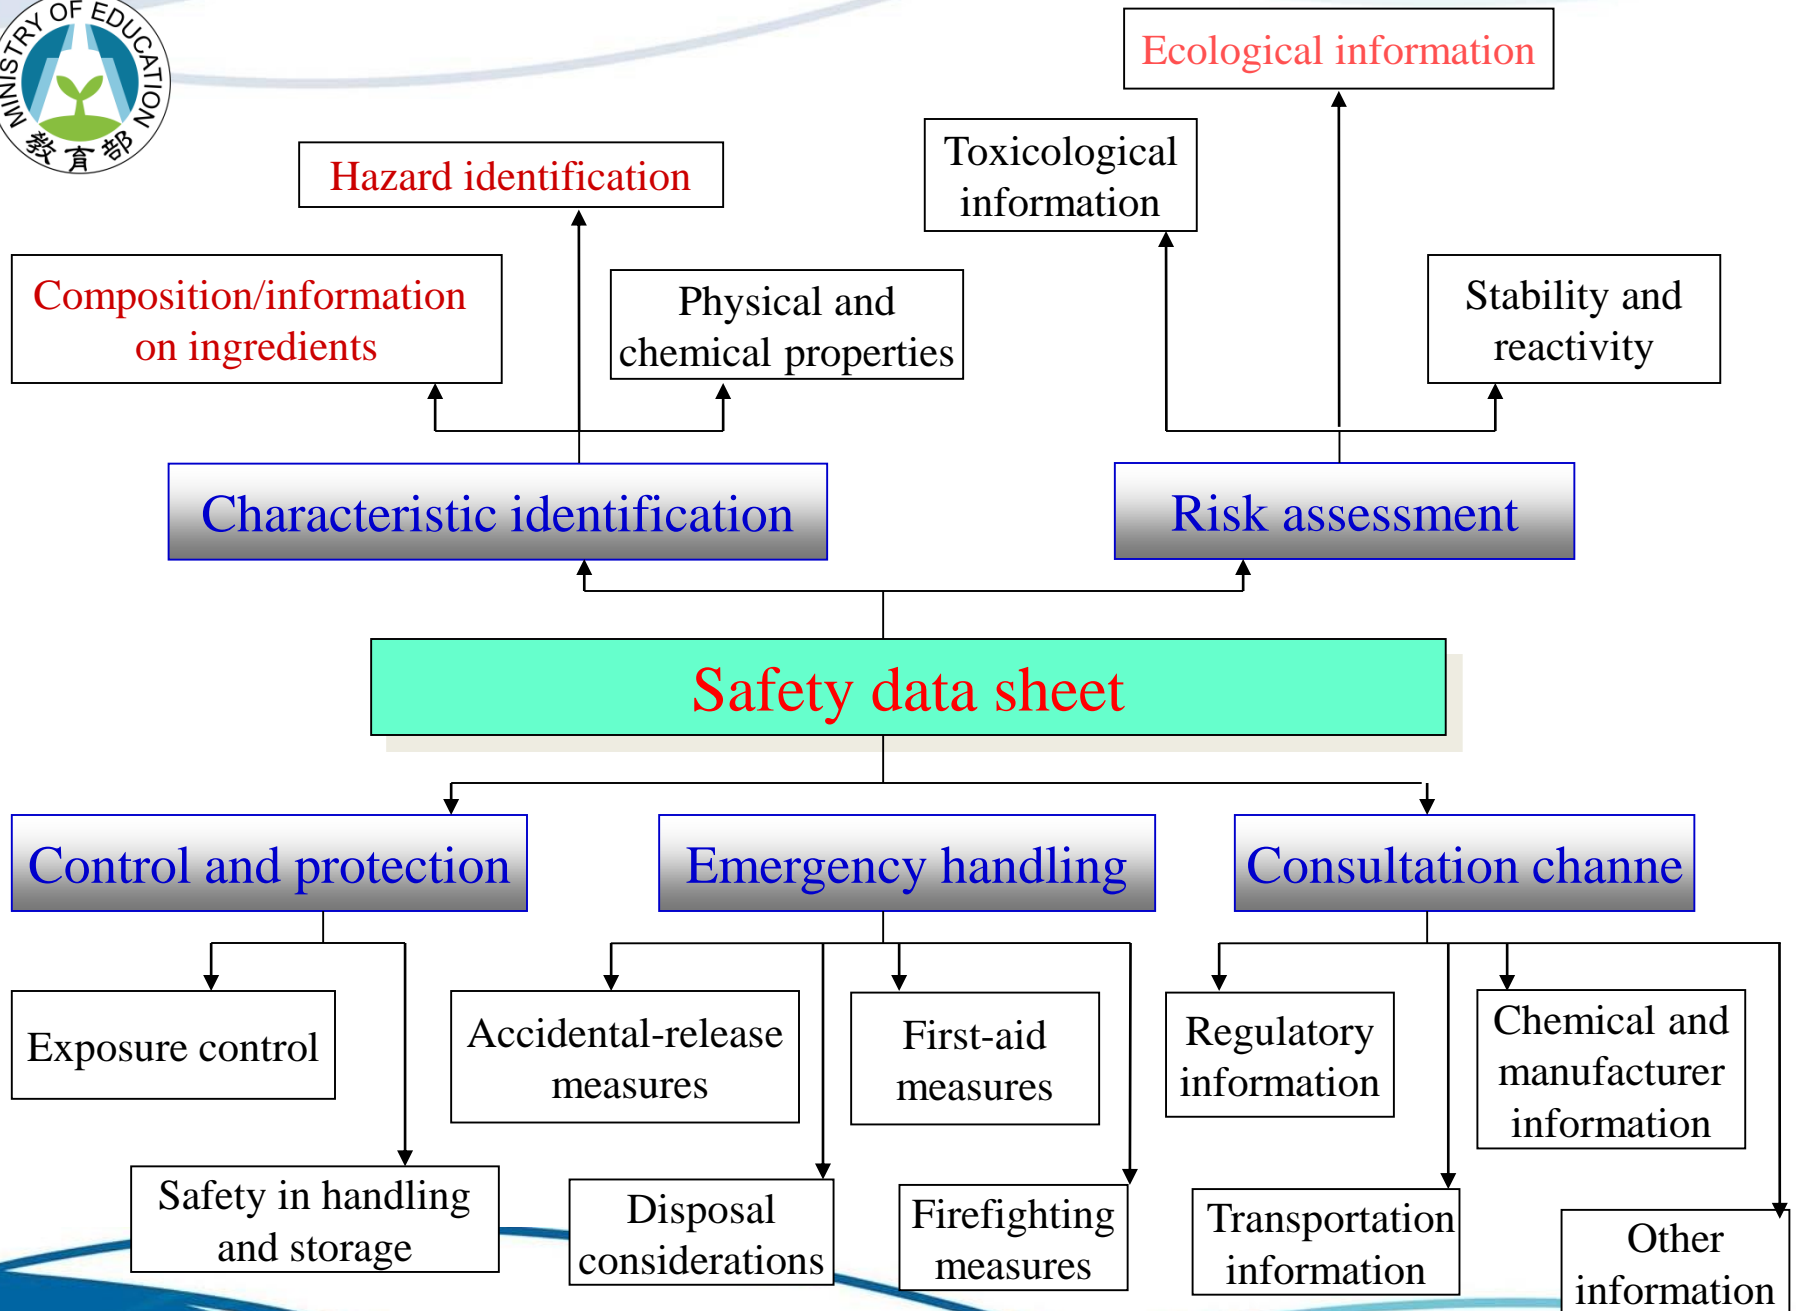 MINISTRY OF EDUCATION
教育部
Ecological information
Toxicological
information
Hazard identification
Composition/information
on ingredients
Physical and
chemical properties
Stability and
reactivity
Characteristic identification
Risk assessment
Safety data sheet
Control and protection
Emergency handling
Consultation channe
Exposure control
Accidental-release
measures
First-aid
measures
Regulatory
information
Chemical and
manufacturer
information
Safety in handling
and storage
Disposal
considerations
Firefighting
measures
Transportation
information
Other
information